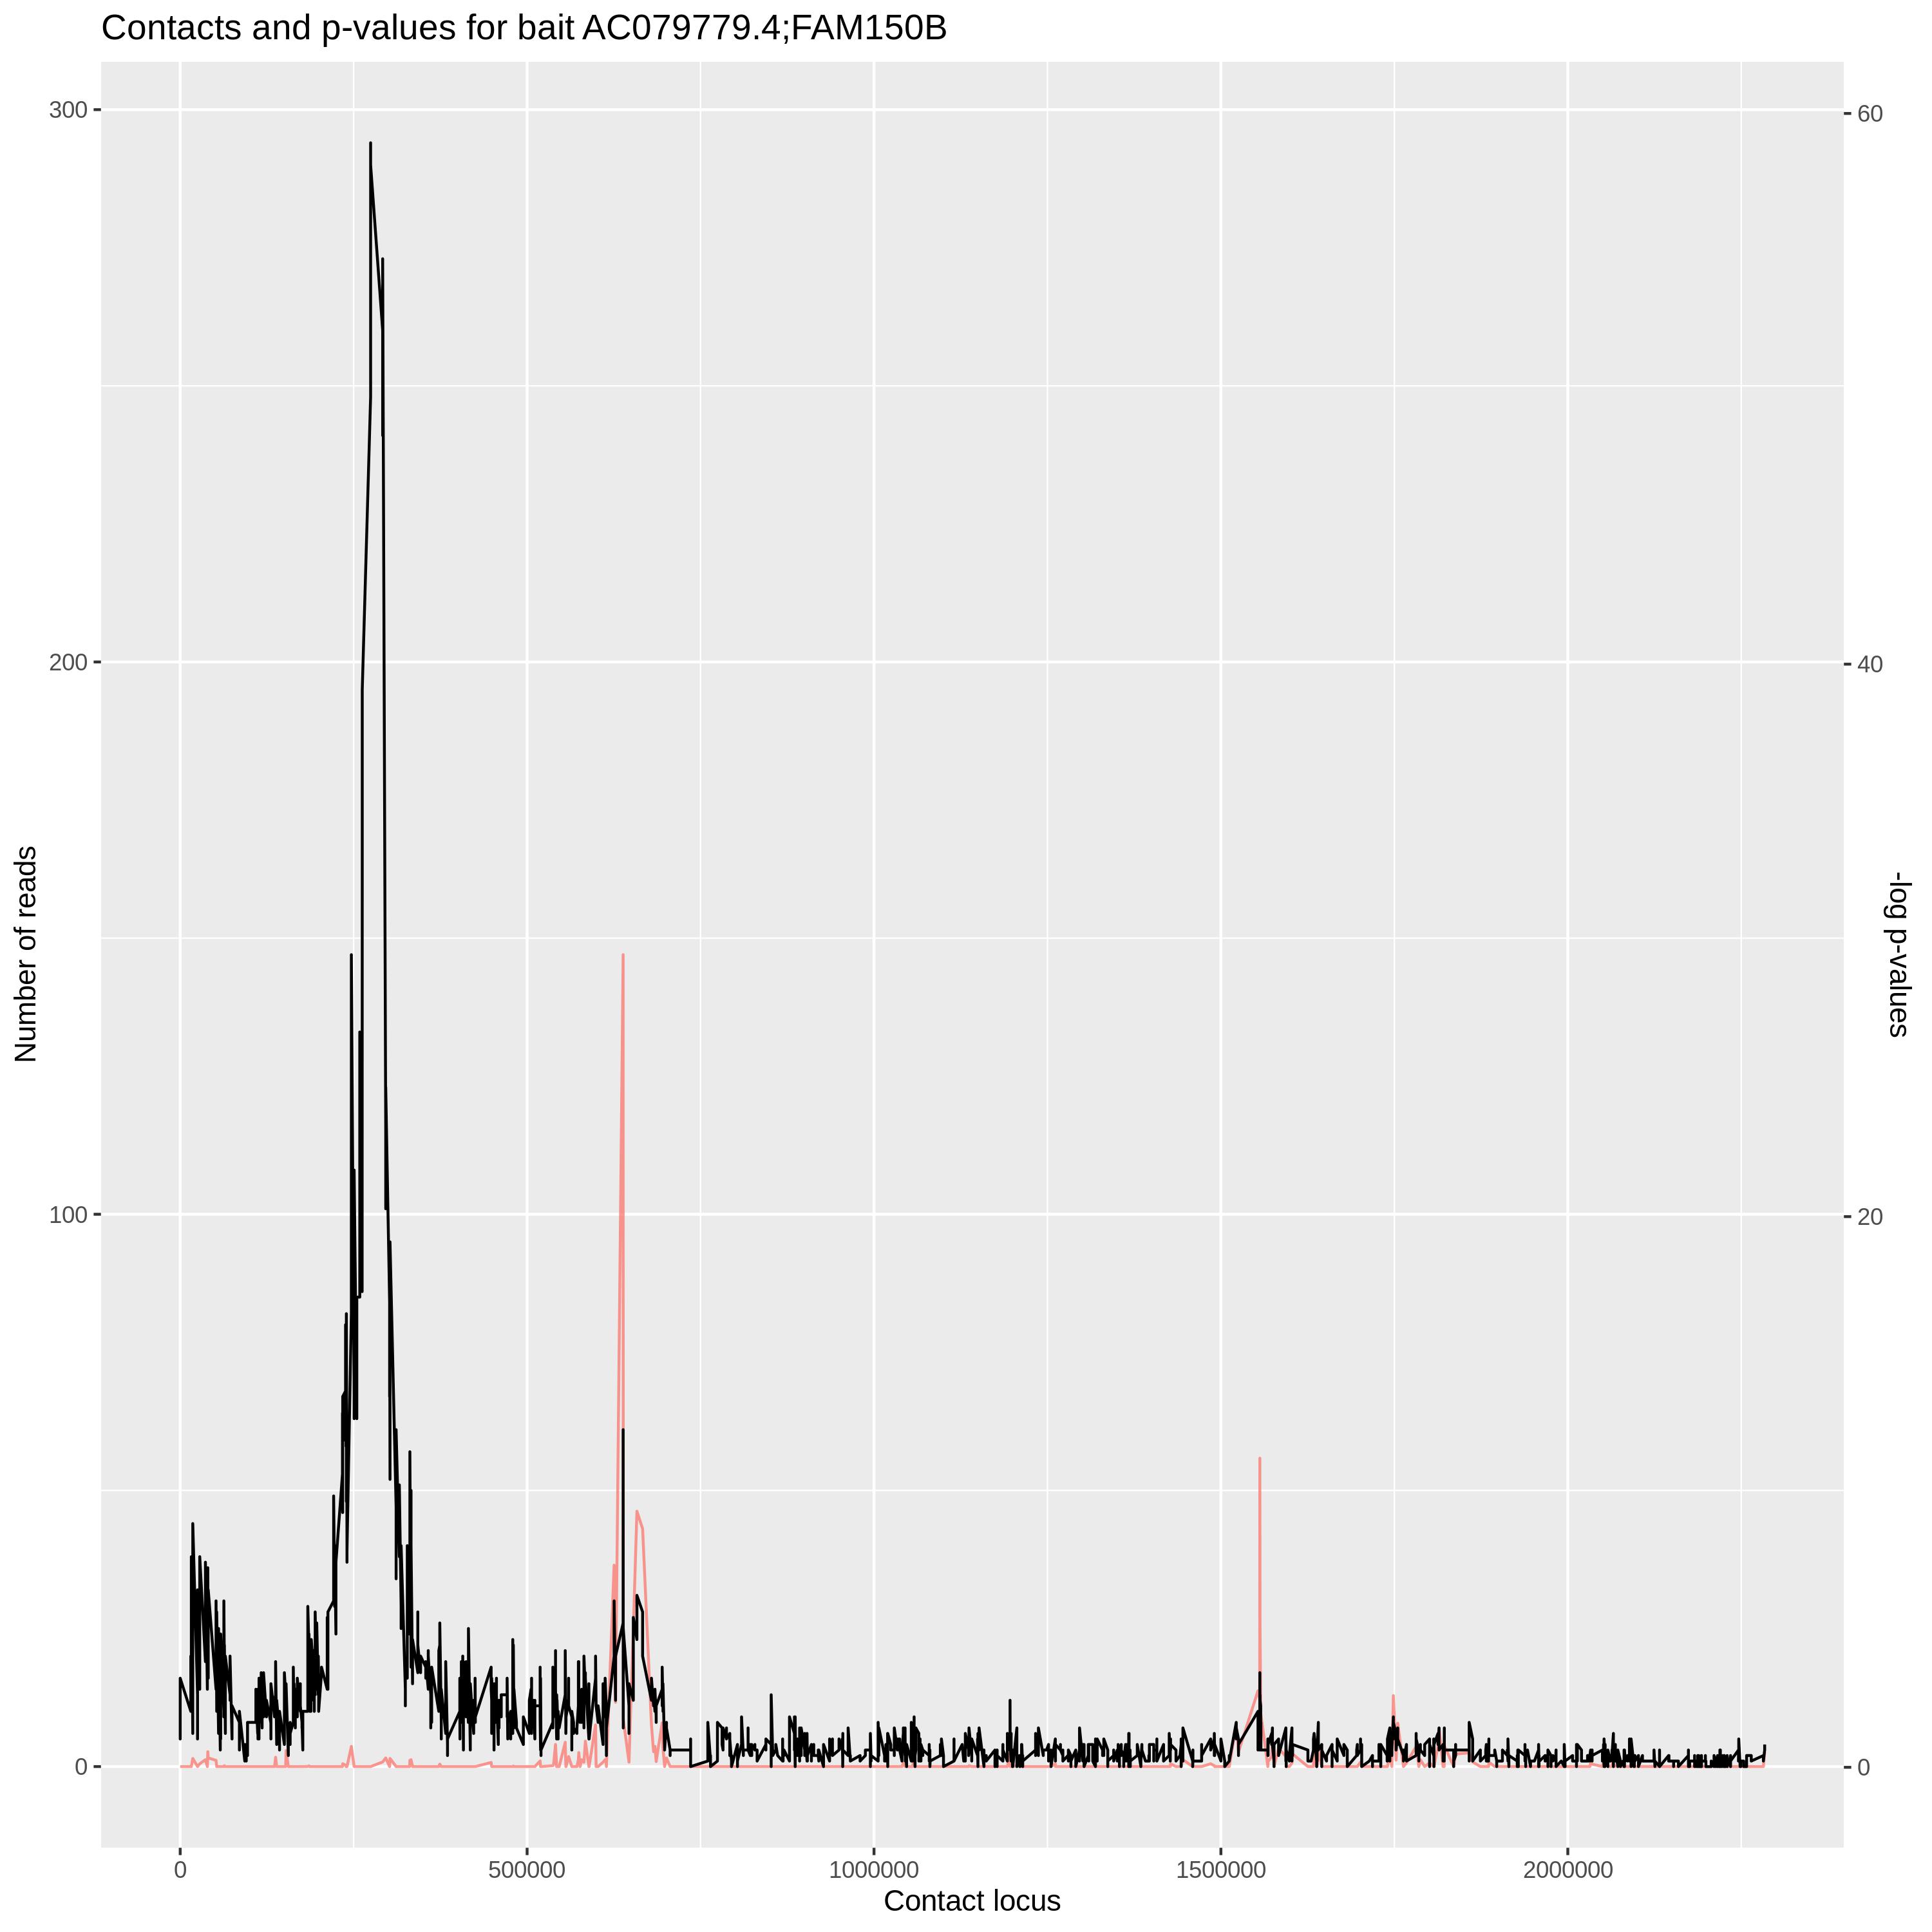 Contacts and p-values for bait AC079779.4;FAM150B
300
200
100
0
Number of reads
60
40
20
0
-log p-values
0 500000 1000000 1500000 2000000
Contact locus